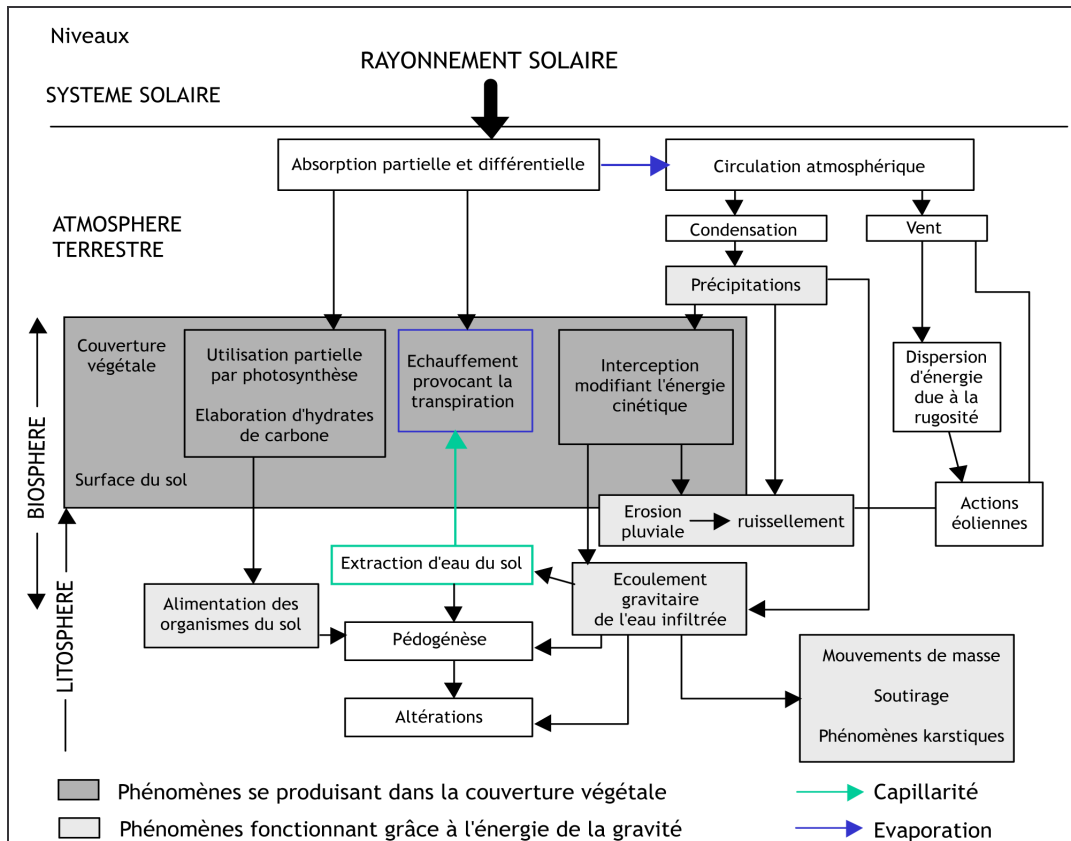 Niveaux
RAYONNEMENT SOLAIRE
SYSTEME SOLAIRE
Absorption partielle et différentielle
Circulation atmosphérique
ATMOSPHERE
TERRESTRE
Condensation
Vent
Précipitations
Couverture
végétale
Utilisation partielle
par photosynthèse
Elaboration d'hydrates
de carbone
Echauffement
provocant la
transpiration
Interception
modifiant l'énergie
cinétique
Dispersion
d'énergie
due à la
rugosité
BIOSPHERE
Surface du sol
Erosion
pluviale
ruissellement
Actions
éoliennes
LITOSPHERE
Extraction d'eau du sol
Ecoulement
gravitaire
de l'eau infiltrée
Alimentation des
organismes du sol
Pédogénèse
Altérations
Mouvements de masse
Soutirage
Phénomènes karstiques
Phénomènes se produisant dans la couverture végétale
Capillarité
Phénomènes fonctionnant grâce à l'énergie de la gravité
Evaporation